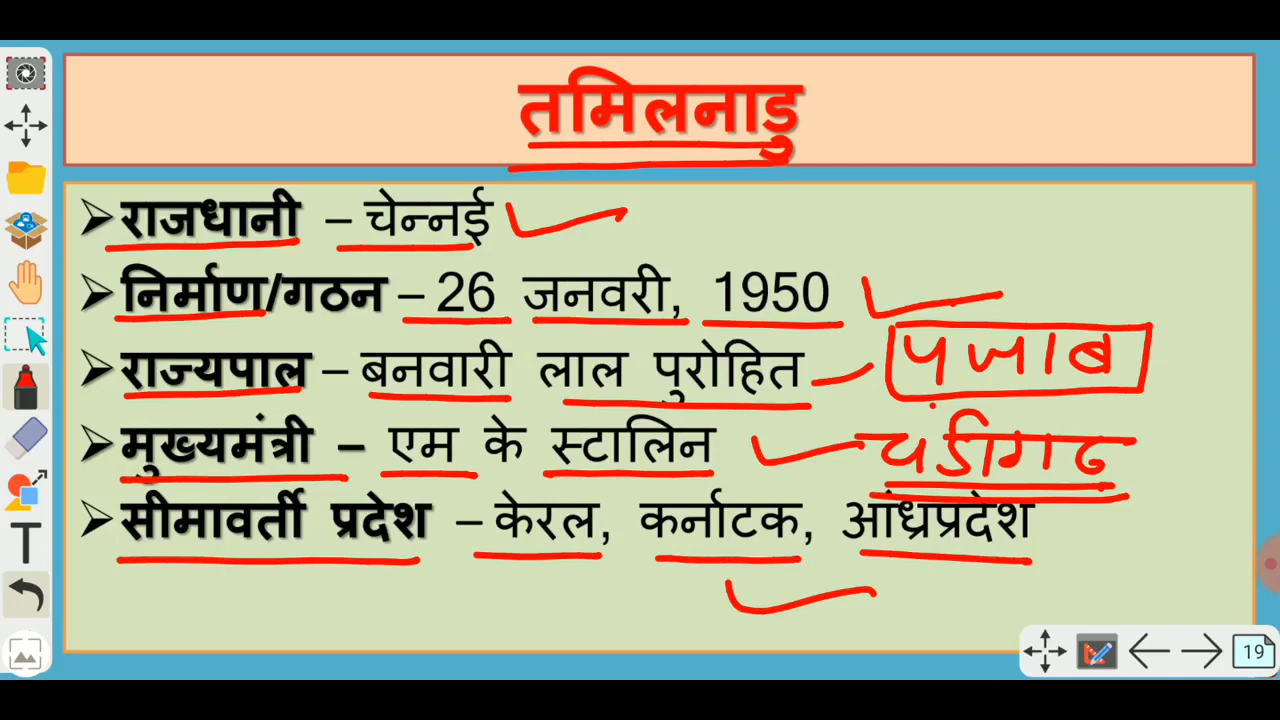 तमिलनाडु
➢राजधानी – चेन्नई
➢निर्माण/गठन – 26 जनवरी, 1950
➢राज्यपाल – बनवारी लाल पुरोहित
पंजाब
➢मुख्यमंत्री – एम के स्टालिन
चंडीगढ
➢सीमावर्ती प्रदेश – केरल, कर्नाटक, आंध्रप्रदेश
T
19